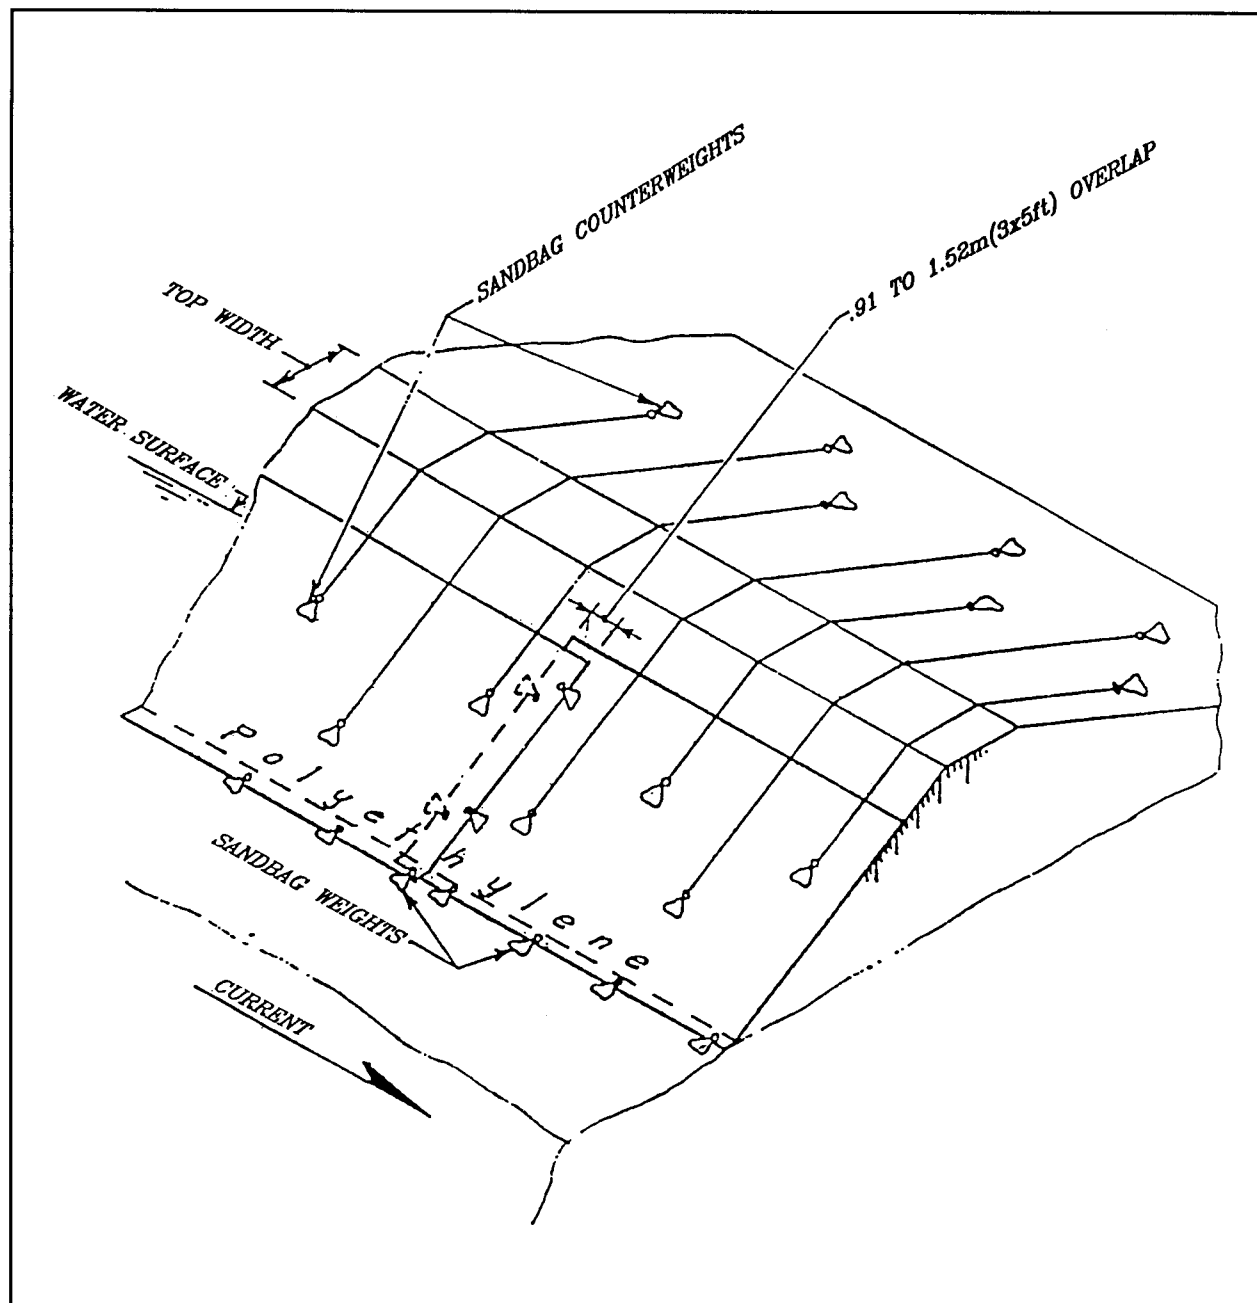 SANDBAG COUNTERWEIGHTS
.91 TO 1.52m(3x5ft) OVERLAP
TOP WIDTH
WATER SURFACE
Polyethylene
SANDBAG WEIGHTS
CURRENT